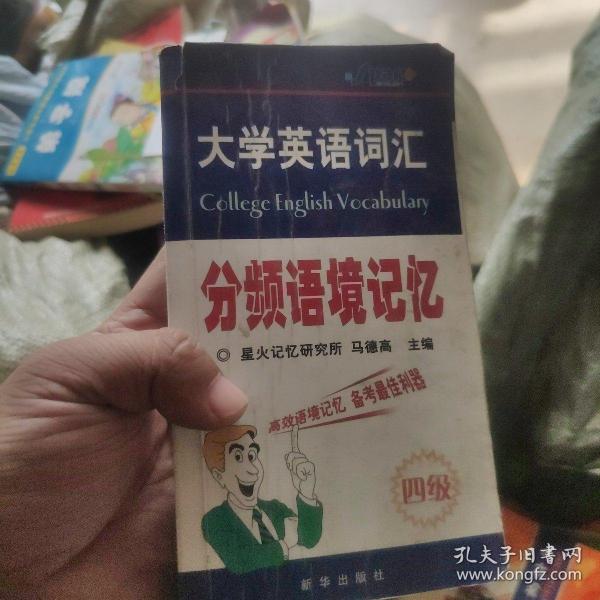 大学英语词汇
College English Vocabulary
分频语境记忆
◎ 星火记忆研究所 马德高 主编
高效语境记忆 备考最佳利器
四级
新华出版社
孔夫子旧书网
www.kongfz.com